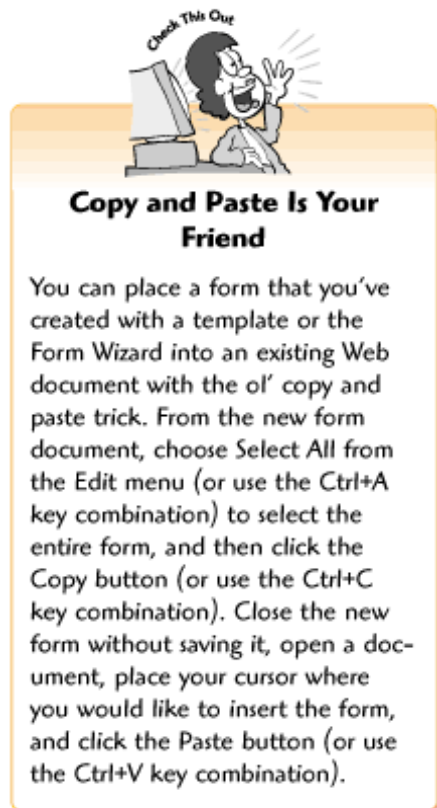 Check This Out
Copy and Paste Is Your
Friend
You can place a form that you've
created with a template or the
Form Wizard into an existing Web
document with the ol' copy and
paste trick. From the new form
document, choose Select All from
the Edit menu (or use the Ctrl+A
key combination) to select the
entire form, and then click the
Copy button (or use the Ctrl+C
key combination). Close the new
form without saving it, open a doc-
ument, place your cursor where
you would like to insert the form,
and click the Paste button (or use
the Ctrl+V key combination).